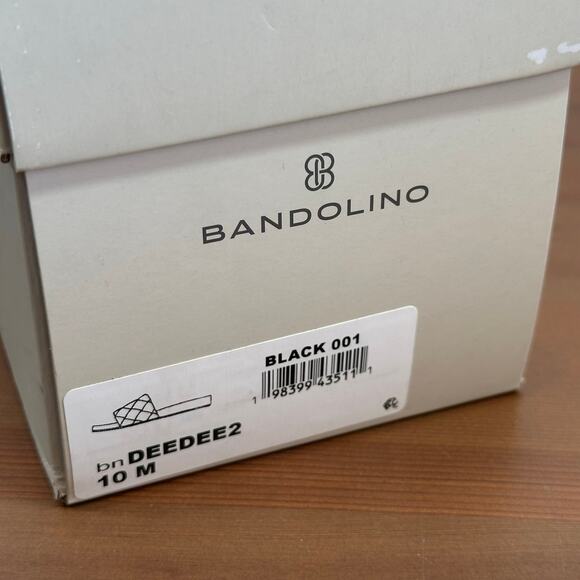 BANDOLINO
BLACK 001
1 98399 43511 1
bn DEEDEE2
10 M